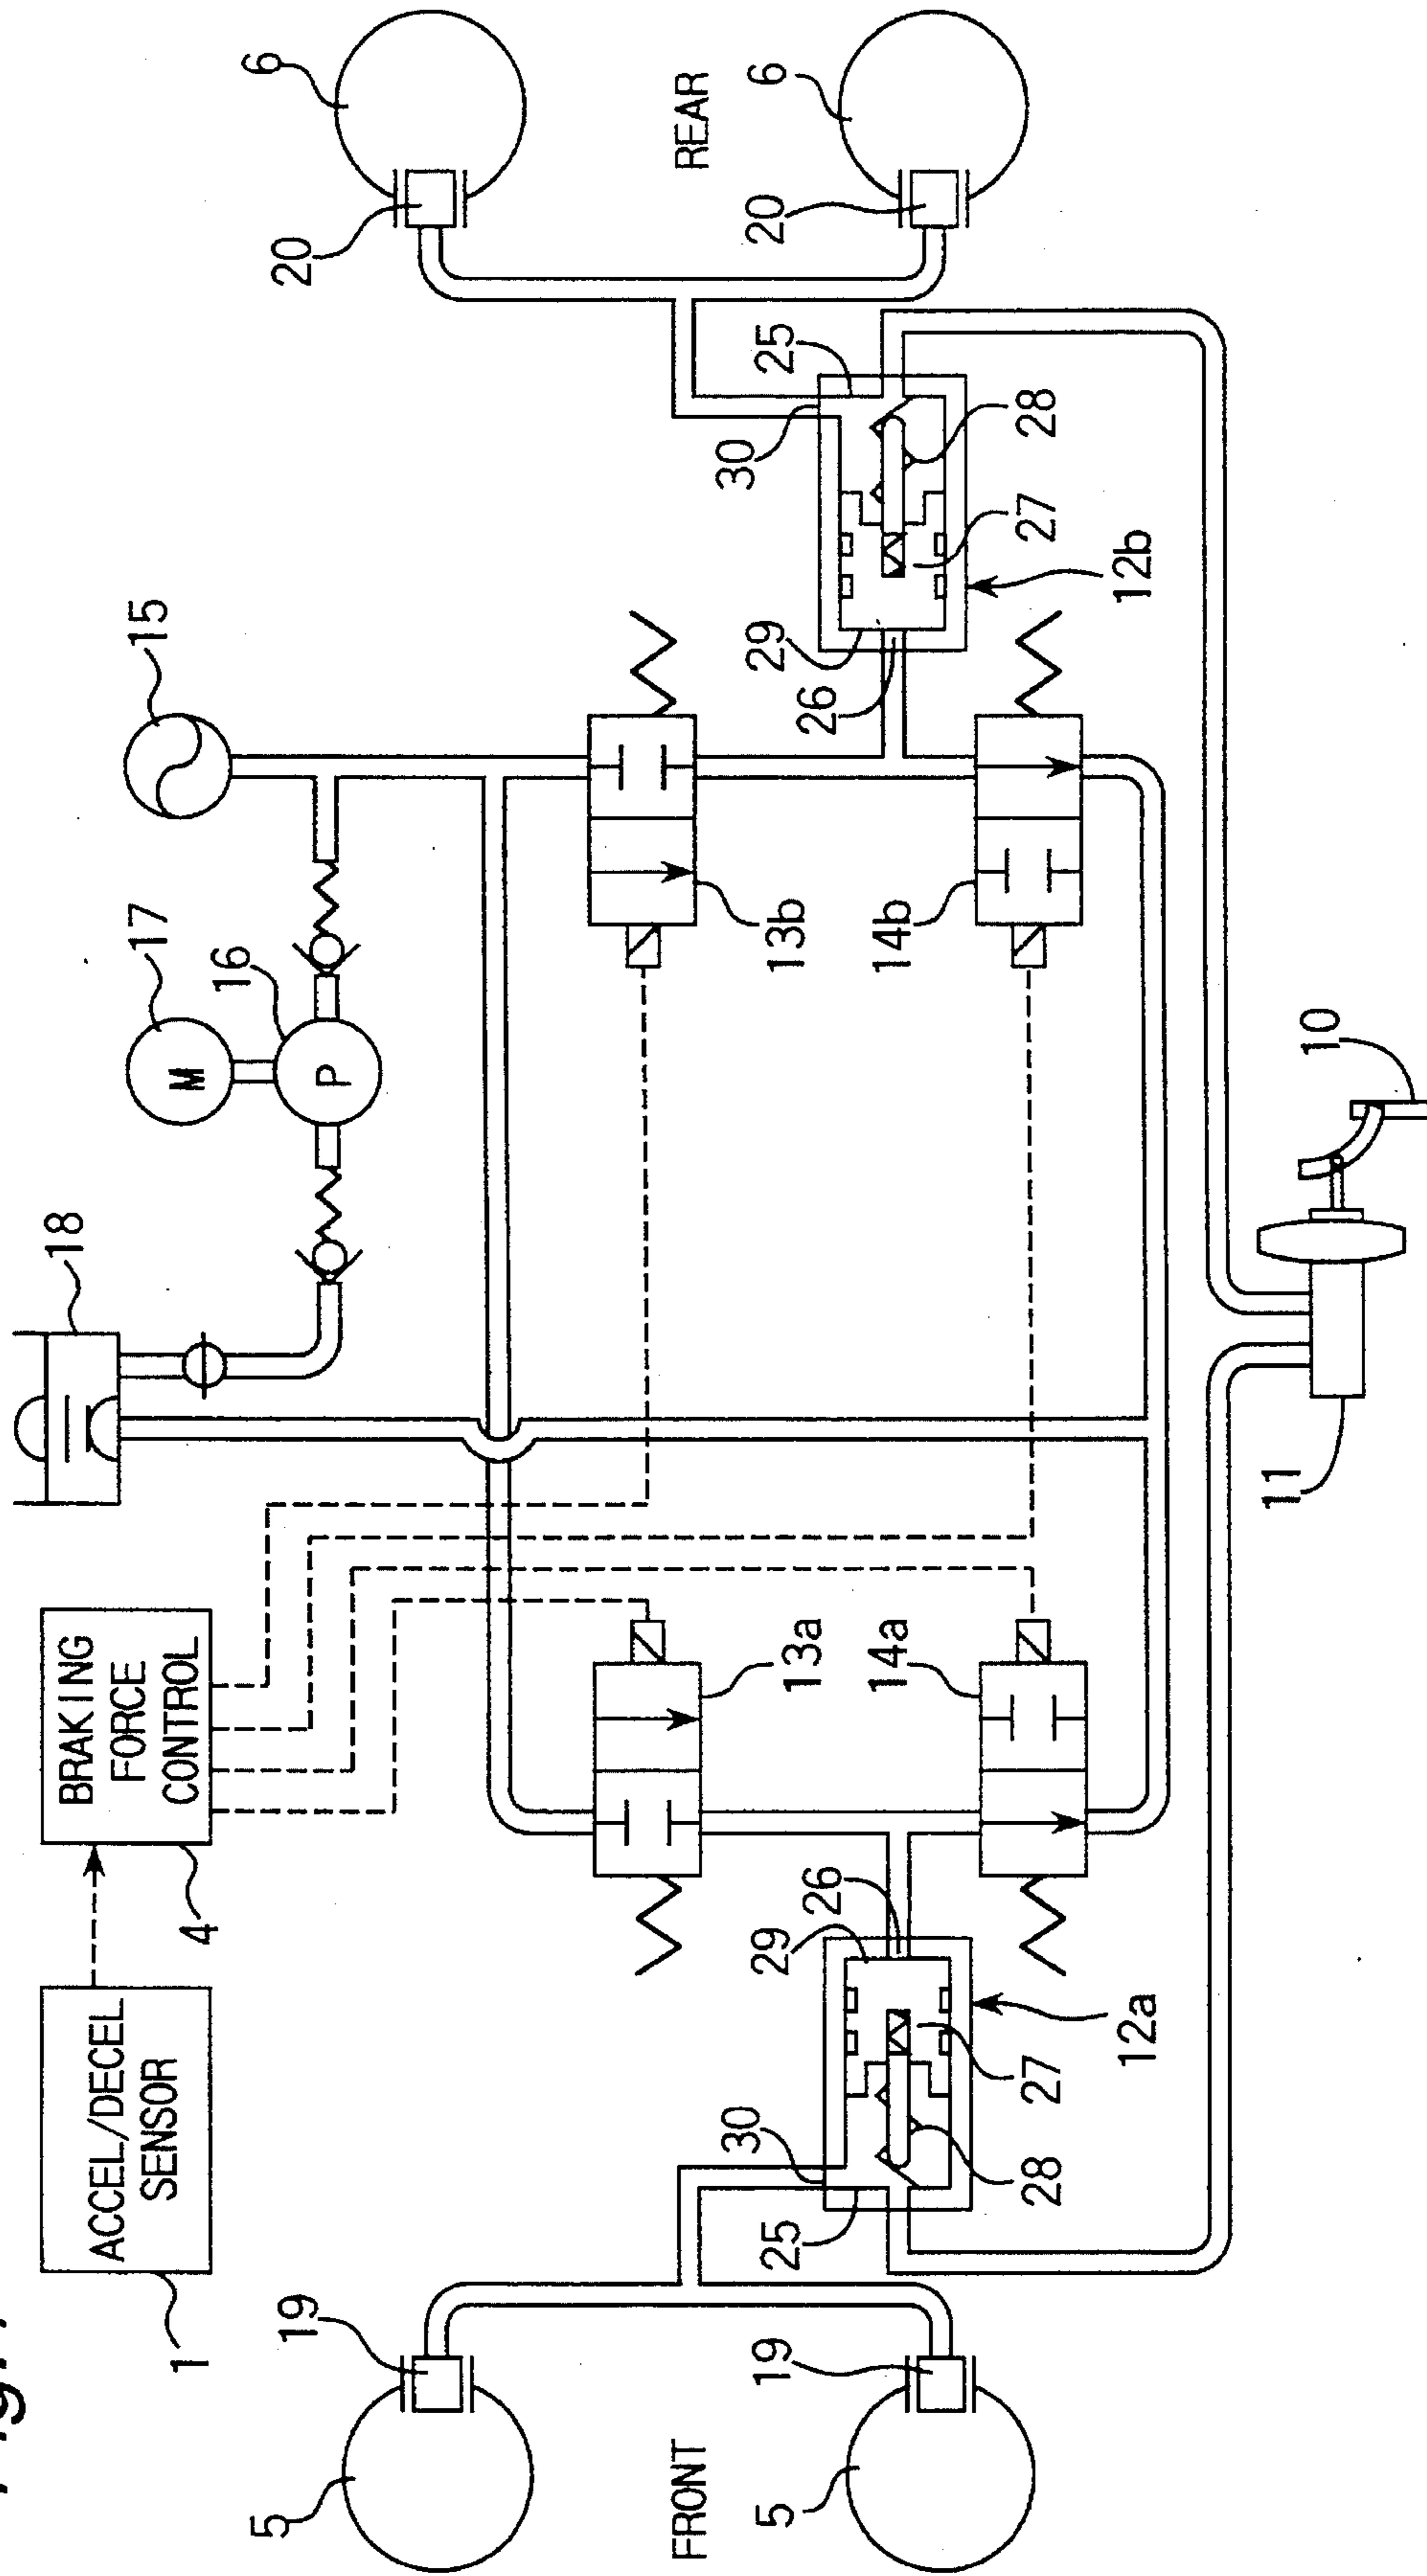 1
ACCEL/DECEL
SENSOR
4
BRAKING
FORCE
CONTROL
18
17
M
16
P
15
5
19
FRONT
5
19
30
25
28
27
29
26
12a
13a
14a
11
10
13b
14b
26
29
27
28
30
25
12b
20
6
REAR
20
6